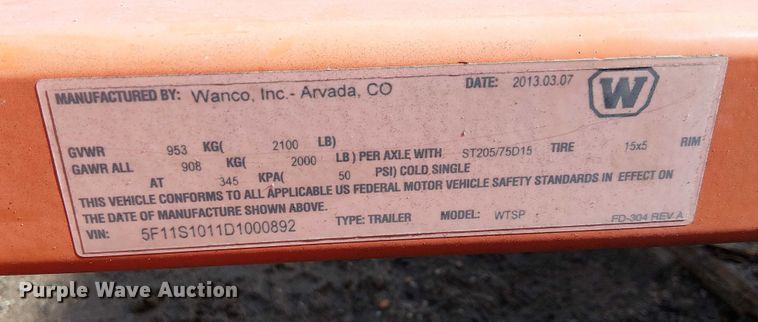 MANUFACTURED BY: Wanco, Inc.- Arvada, CO DATE: 2013.03.07 W
GVWR 953 KG( 2100 LB)
GAWR ALL 908 KG( 2000 LB) PER AXLE WITH ST205/75D15 TIRE 15x5 RIM
AT 345 KPA( 50 PSI) COLD SINGLE
THIS VEHICLE CONFORMS TO ALL APPLICABLE US FEDERAL MOTOR VEHICLE SAFETY STANDARDS IN EFFECT ON
THE DATE OF MANUFACTURE SHOWN ABOVE.
VIN: 5F11S1011D1000892 TYPE: TRAILER MODEL: WTSP FD-304 REV A
Purple Wave Auction